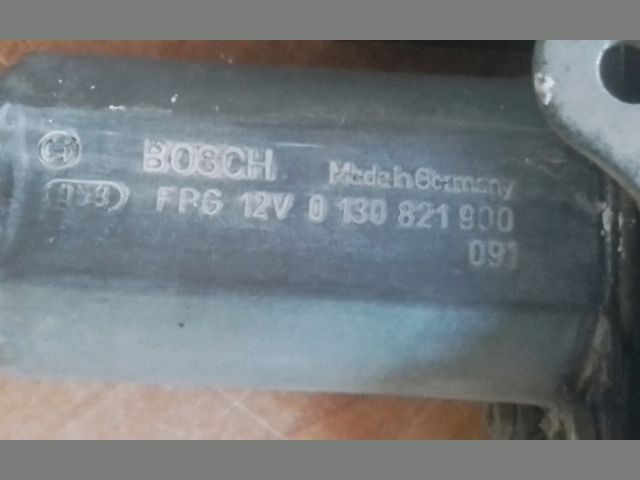 BOSCH Made in Germany
FPG 12V 0 130 821 900
091